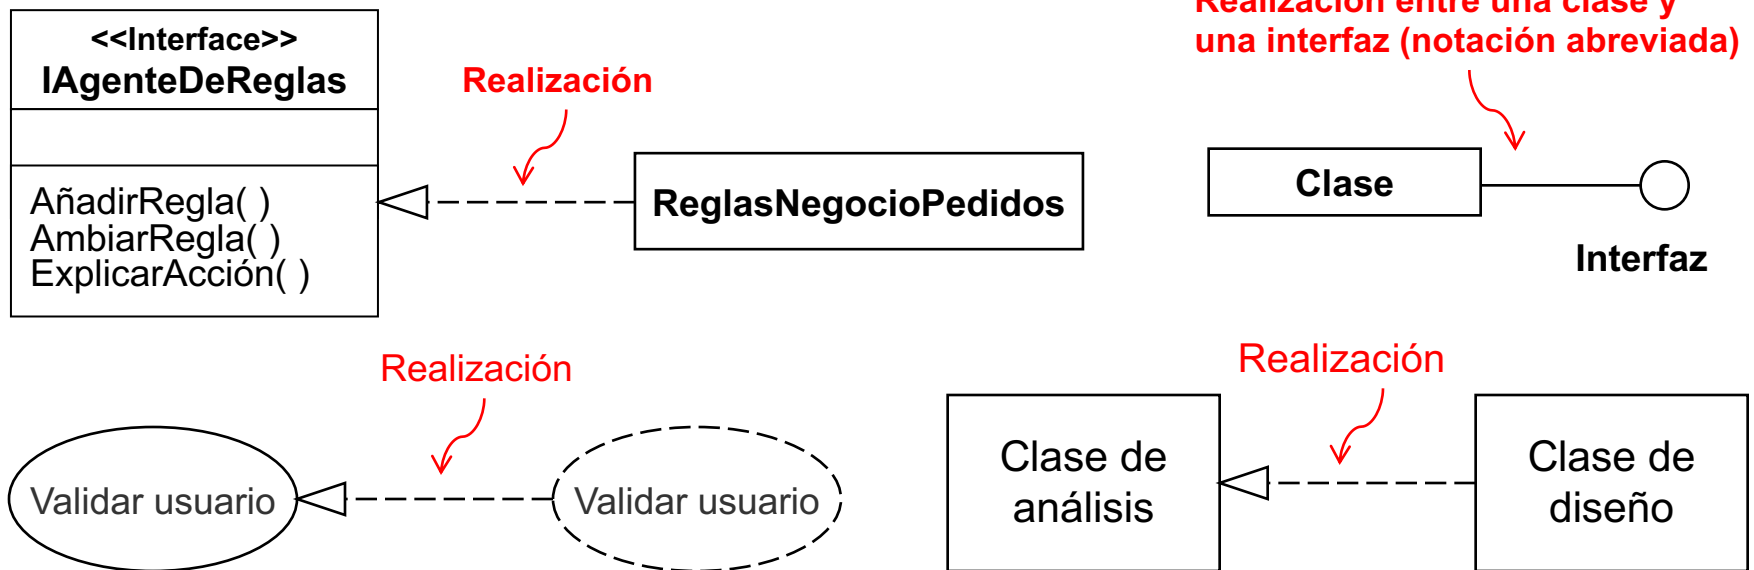 <<Interface>>
IAgenteDeReglas
AñadirRegla( )
AmbiarRegla( )
ExplicarAcción( )
Realización
ReglasNegocioPedidos
Realización entre una clase y
una interfaz (notación abreviada)
Clase
Interfaz
Realización
Validar usuario
Validar usuario
Realización
Clase de
análisis
Clase de
diseño